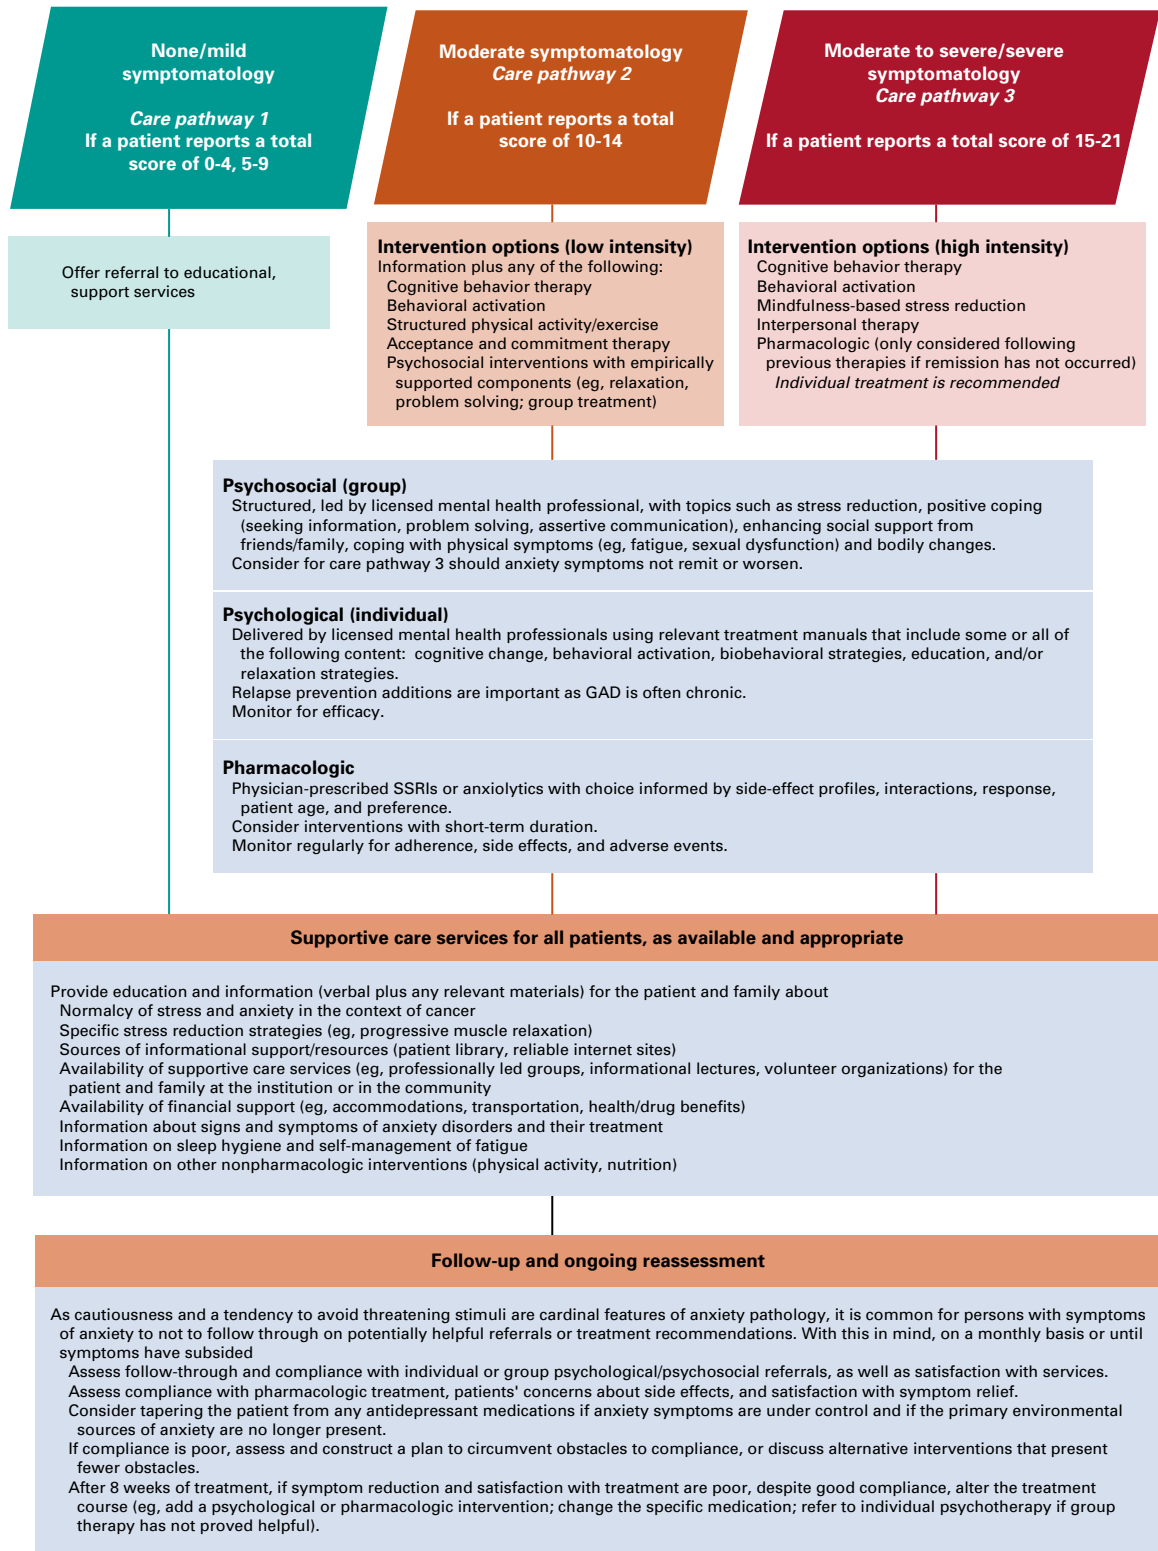 None/mild
symptomatology
Care pathway 1
If a patient reports a total
score of 0-4, 5-9
Moderate symptomatology
Care pathway 2
If a patient reports a total
score of 10-14
Moderate to severe/severe
symptomatology
Care pathway 3
If a patient reports a total score of 15-21
Offer referral to educational,
support services
Intervention options (low intensity)
Information plus any of the following:
Cognitive behavior therapy
Behavioral activation
Structured physical activity/exercise
Acceptance and commitment therapy
Psychosocial interventions with empirically
supported components (eg, relaxation,
problem solving; group treatment)
Intervention options (high intensity)
Cognitive behavior therapy
Behavioral activation
Mindfulness-based stress reduction
Interpersonal therapy
Pharmacologic (only considered following
previous therapies if remission has not occurred)
Individual treatment is recommended
Psychosocial (group)
Structured, led by licensed mental health professional, with topics such as stress reduction, positive coping
(seeking information, problem solving, assertive communication), enhancing social support from
friends/family, coping with physical symptoms (eg, fatigue, sexual dysfunction) and bodily changes.
Consider for care pathway 3 should anxiety symptoms not remit or worsen.
Psychological (individual)
Delivered by licensed mental health professionals using relevant treatment manuals that include some or all of
the following content: cognitive change, behavioral activation, biobehavioral strategies, education, and/or
relaxation strategies.
Relapse prevention additions are important as GAD is often chronic.
Monitor for efficacy.
Pharmacologic
Physician-prescribed SSRIs or anxiolytics with choice informed by side-effect profiles, interactions, response,
patient age, and preference.
Consider interventions with short-term duration.
Monitor regularly for adherence, side effects, and adverse events.
Supportive care services for all patients, as available and appropriate
Provide education and information (verbal plus any relevant materials) for the patient and family about
Normalcy of stress and anxiety in the context of cancer
Specific stress reduction strategies (eg, progressive muscle relaxation)
Sources of informational support/resources (patient library, reliable internet sites)
Availability of supportive care services (eg, professionally led groups, informational lectures, volunteer organizations) for the
patient and family at the institution or in the community
Availability of financial support (eg, accommodations, transportation, health/drug benefits)
Information about signs and symptoms of anxiety disorders and their treatment
Information on sleep hygiene and self-management of fatigue
Information on other nonpharmacologic interventions (physical activity, nutrition)
Follow-up and ongoing reassessment
As cautiousness and a tendency to avoid threatening stimuli are cardinal features of anxiety pathology, it is common for persons with symptoms
of anxiety to not to follow through on potentially helpful referrals or treatment recommendations. With this in mind, on a monthly basis or until
symptoms have subsided
Assess follow-through and compliance with individual or group psychological/psychosocial referrals, as well as satisfaction with services.
Assess compliance with pharmacologic treatment, patients' concerns about side effects, and satisfaction with symptom relief.
Consider tapering the patient from any antidepressant medications if anxiety symptoms are under control and if the primary environmental
sources of anxiety are no longer present.
If compliance is poor, assess and construct a plan to circumvent obstacles to compliance, or discuss alternative interventions that present
fewer obstacles.
After 8 weeks of treatment, if symptom reduction and satisfaction with treatment are poor, despite good compliance, alter the treatment
course (eg, add a psychological or pharmacologic intervention; change the specific medication; refer to individual psychotherapy if group
therapy has not proved helpful).